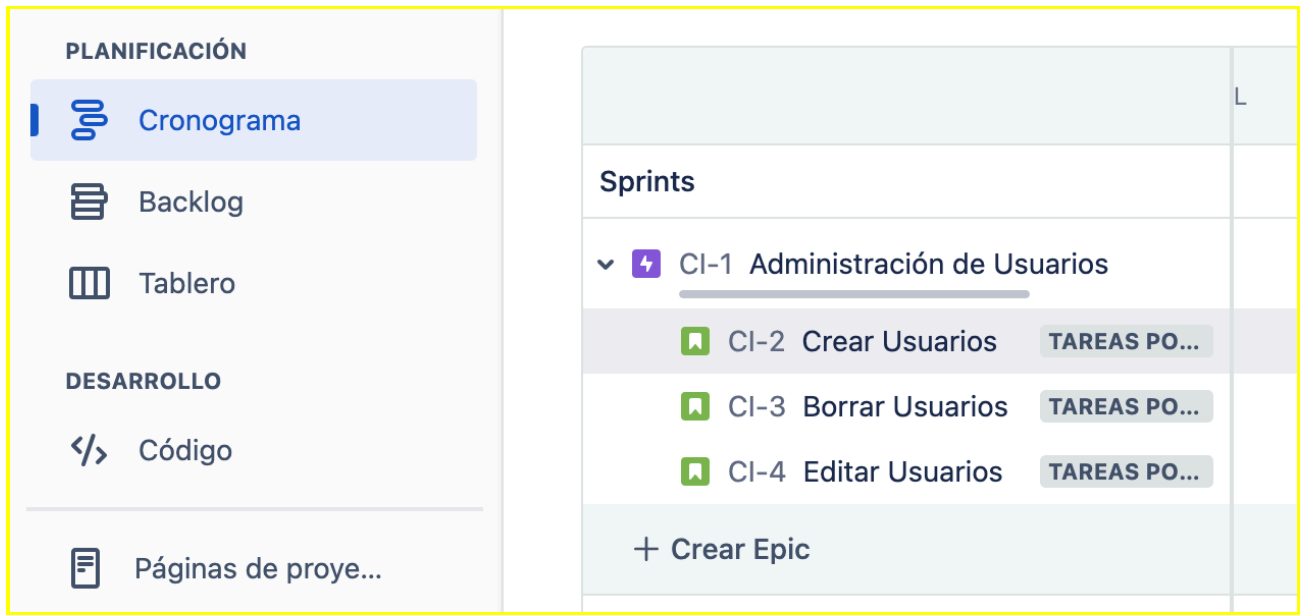 PLANIFICACIÓN
Cronograma
Backlog
Tablero
DESARROLLO
Código
Páginas de proye...
L
Sprints
CI-1 Administración de Usuarios
CI-2 Crear Usuarios TAREAS PO...
CI-3 Borrar Usuarios TAREAS PO...
CI-4 Editar Usuarios TAREAS PO...
+ Crear Epic